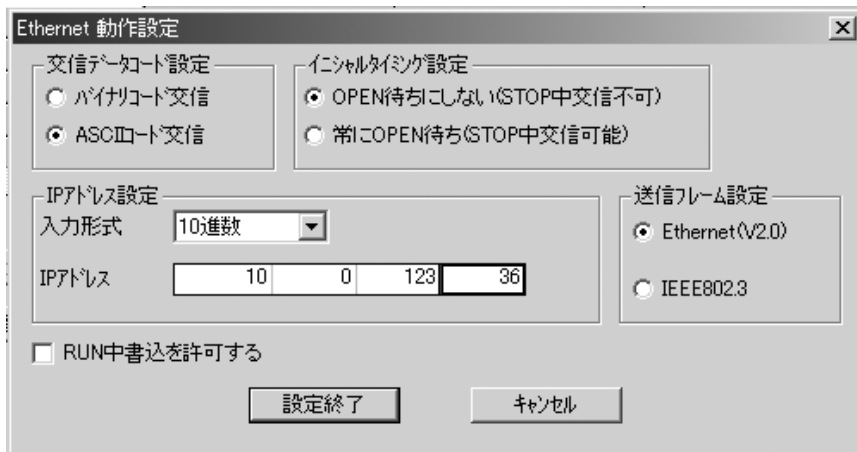 Ethernet 動作設定
交信ﾃﾞｰﾀｺｰﾄﾞ設定
ﾊﾞｲﾅﾘｺｰﾄﾞ交信
ASCIIｺｰﾄﾞ交信
ｲﾆｼｬﾙﾀｲﾐﾝｸﾞ設定
OPEN待ちにしない(STOP中交信不可)
常にOPEN待ち(STOP中交信可能)
IPｱﾄﾞﾚｽ設定
入力形式 10進数
IPｱﾄﾞﾚｽ 10 0 123 36
送信ﾌﾚｰﾑ設定
Ethernet(V2.0)
IEEE802.3
RUN中書込を許可する
設定終了 ｷｬﾝｾﾙ